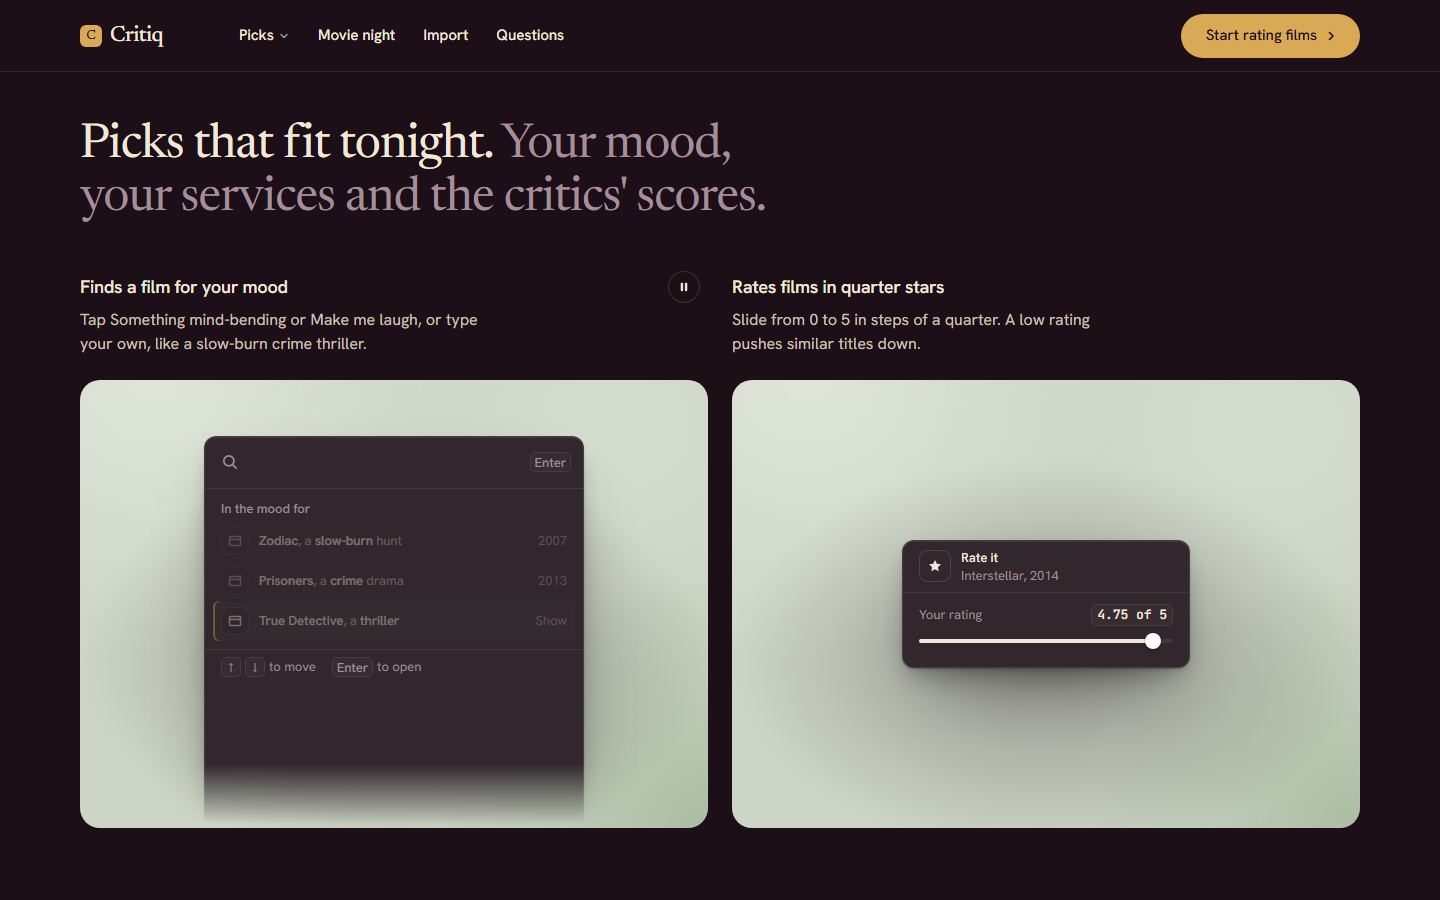 C Critiq
Picks
Movie night
Import
Questions
Start rating films
Picks that fit tonight. Your mood,
your services and the critics' scores.
Finds a film for your mood
Tap Something mind-bending or Make me laugh, or type
your own, like a slow-burn crime thriller.
Enter
In the mood for
Zodiac, a slow-burn hunt 2007
Prisoners, a crime drama 2013
True Detective, a thriller Show
↑ ↓ to move Enter to open
Rates films in quarter stars
Slide from 0 to 5 in steps of a quarter. A low rating
pushes similar titles down.
Rate it
Interstellar, 2014
Your rating 4.75 of 5